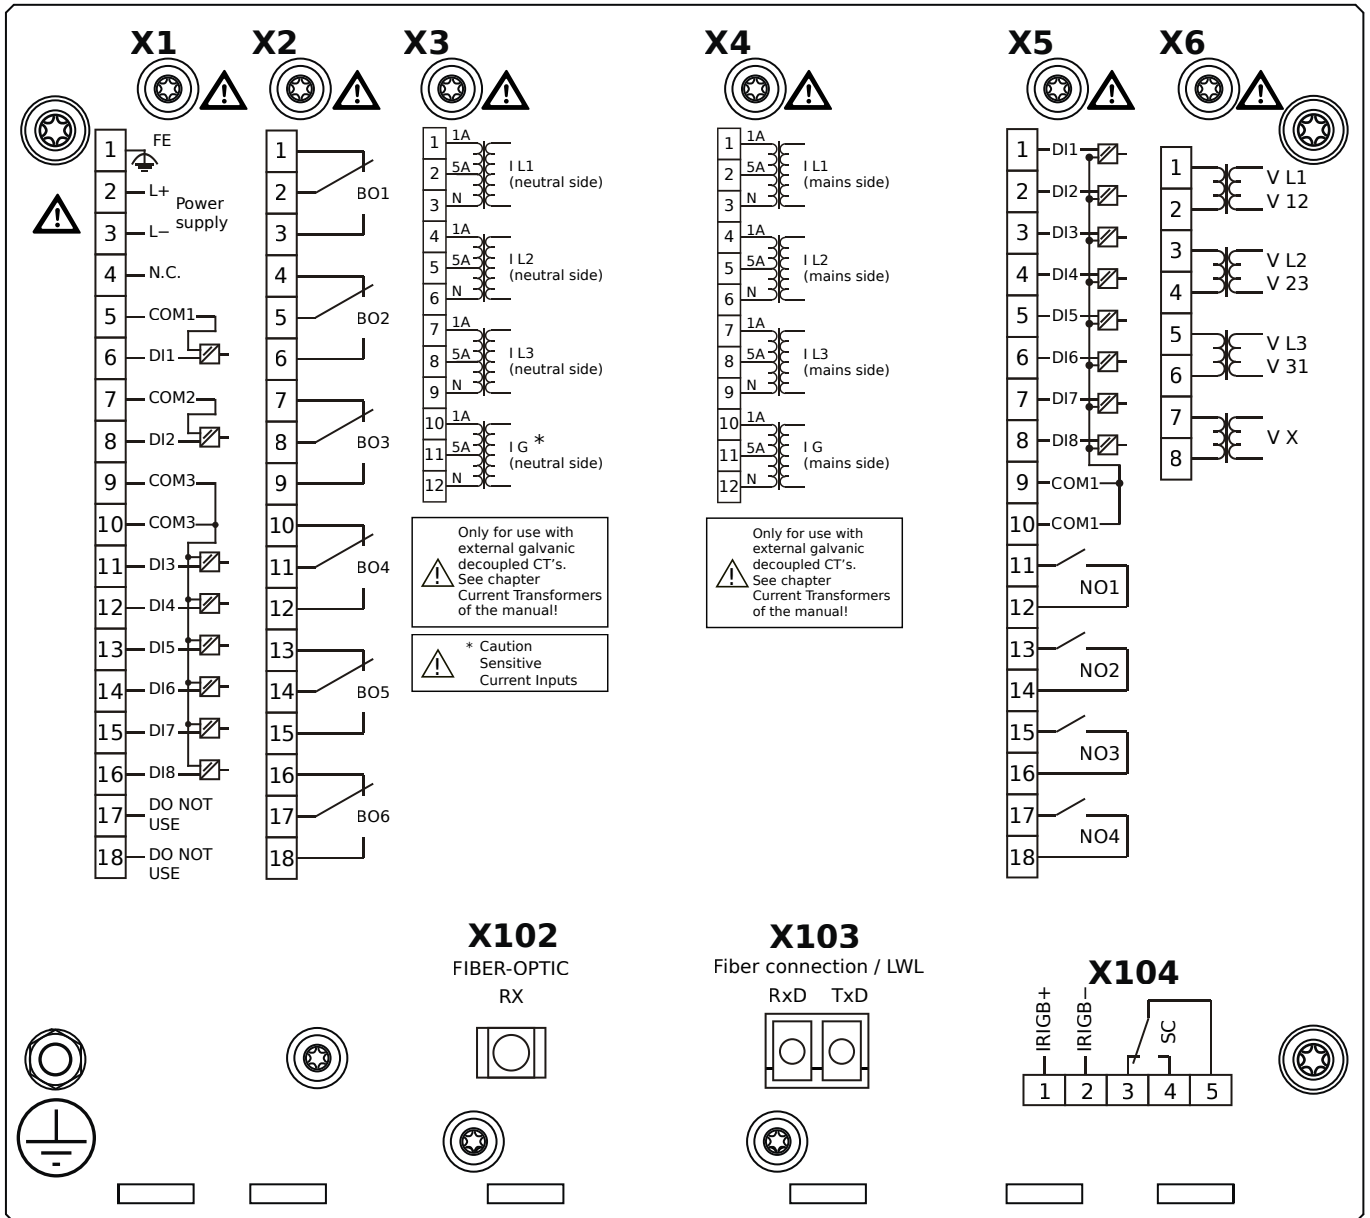 X1
1 FE
2 L+ Power
3 L− supply
4 N.C.
5 COM1
6 DI1
7 COM2
8 DI2
9 COM3
10 COM3
11 DI3
12 DI4
13 DI5
14 DI6
15 DI7
16 DI8
17 DO NOT
USE
18 DO NOT
USE
X2
1
2 BO1
3
4
5 BO2
6
7
8 BO3
9
10
11 BO4
12
13
14 BO5
15
16
17 BO6
18
X3
1 1A
2 5A I L1
(neutral side)
3 N
4 1A
5 5A I L2
(neutral side)
6 N
7 1A
8 5A I L3
(neutral side)
9 N
10 1A
11 5A I G *
(neutral side)
12 N
! Only for use with
external galvanic
decoupled CT's.
See chapter
Current Transformers
of the manual!
! * Caution
Sensitive
Current Inputs
X4
1 1A
2 5A I L1
(mains side)
3 N
4 1A
5 5A I L2
(mains side)
6 N
7 1A
8 5A I L3
(mains side)
9 N
10 1A
11 5A I G
(mains side)
12 N
! Only for use with
external galvanic
decoupled CT's.
See chapter
Current Transformers
of the manual!
X5
1 DI1
2 DI2
3 DI3
4 DI4
5 DI5
6 DI6
7 DI7
8 DI8
9 COM1
10 COM1
11
NO1
12
13
NO2
14
15
NO3
16
17
NO4
18
X6
1 V L1
2 V 12
3 V L2
4 V 23
5 V L3
6 V 31
7
V X
8
X102
FIBER-OPTIC
RX
X103
Fiber connection / LWL
RxD TxD
X104
IRIGB+ IRIGB− SC
1 2 3 4 5